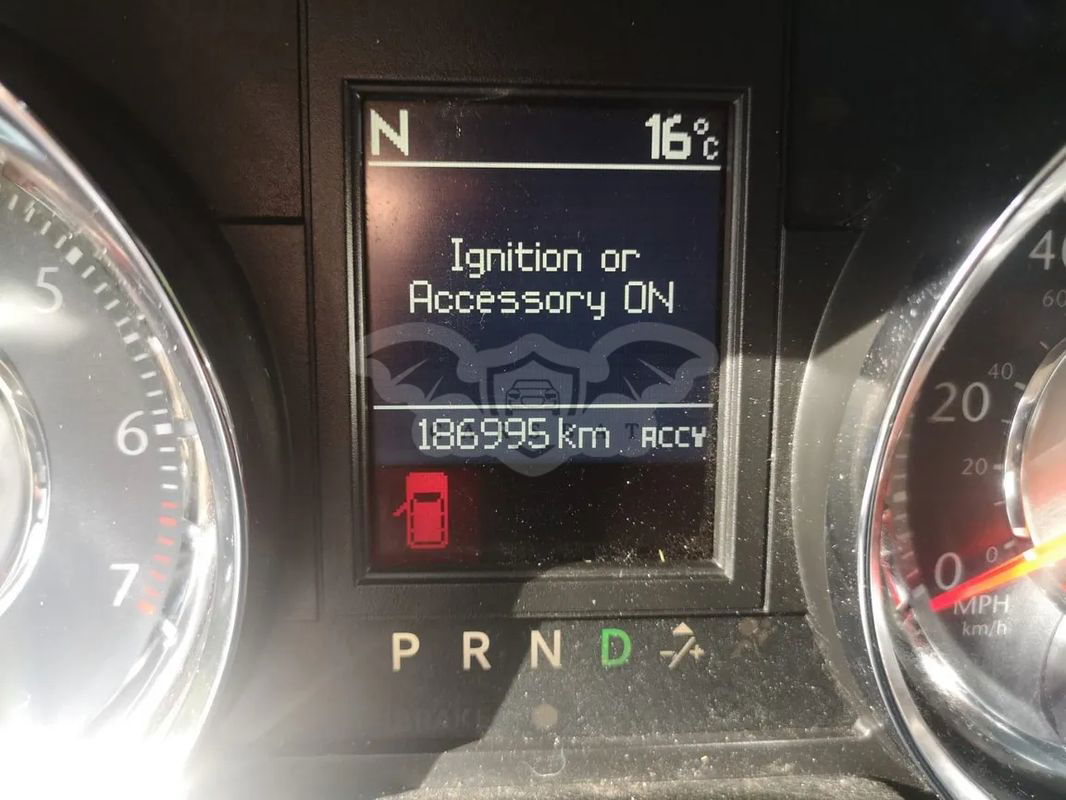 N 16°C
Ignition or
Accessory ON
186995 km ACCY
5
6
7
P R N D -/+
40
60
20
40
20
0
0
MPH
km/h